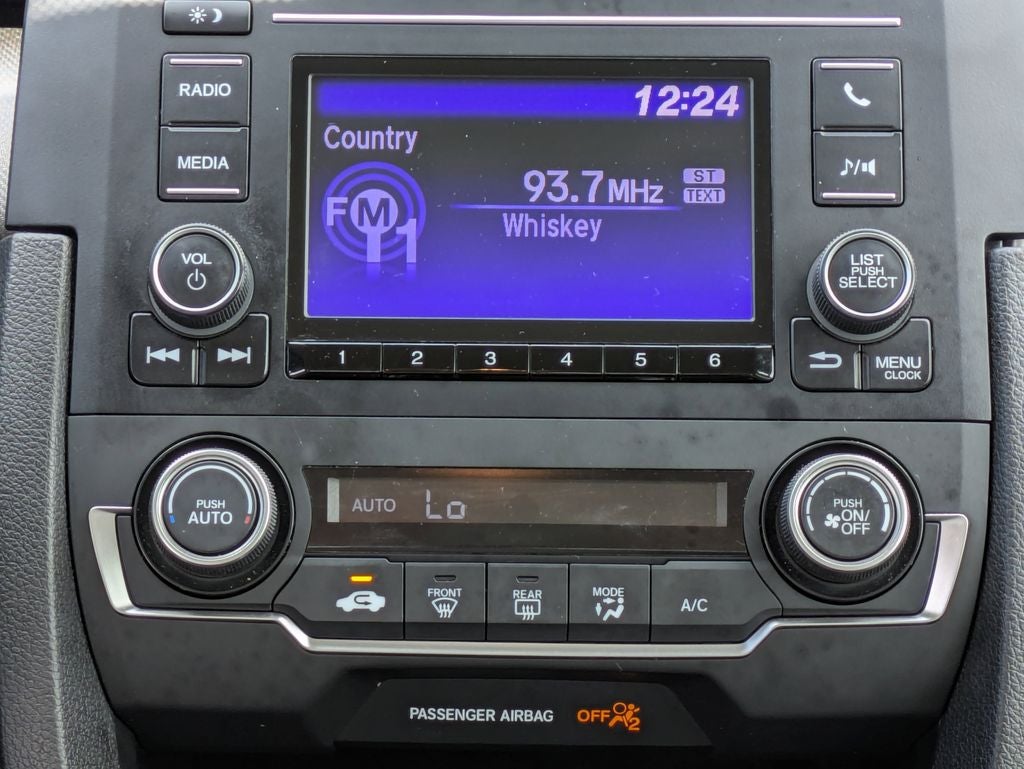 RADIO
MEDIA
12:24
Country
93.7MHz
ST
TEXT
FM1
Whiskey
VOL
LIST
PUSH
SELECT
1 2 3 4 5 6
MENU
CLOCK
PUSH
AUTO
AUTO Lo
PUSH
ON/
OFF
FRONT
REAR
MODE
A/C
PASSENGER AIRBAG OFF 2